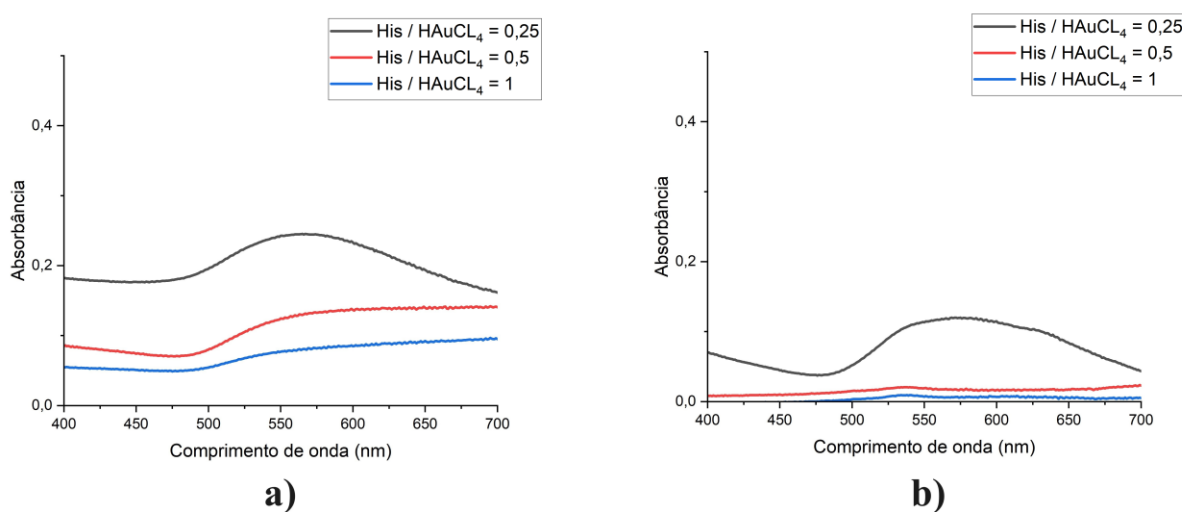 His / HAuCL₄ = 0,25
His / HAuCL₄ = 0,5
His / HAuCL₄ = 1
0,4
0,2
0,0
Absorbância
400 450 500 550 600 650 700
Comprimento de onda (nm)
a)
His / HAuCL₄ = 0,25
His / HAuCL₄ = 0,5
His / HAuCL₄ = 1
0,4
0,2
0,0
Absorbância
400 450 500 550 600 650 700
Comprimento de onda (nm)
b)